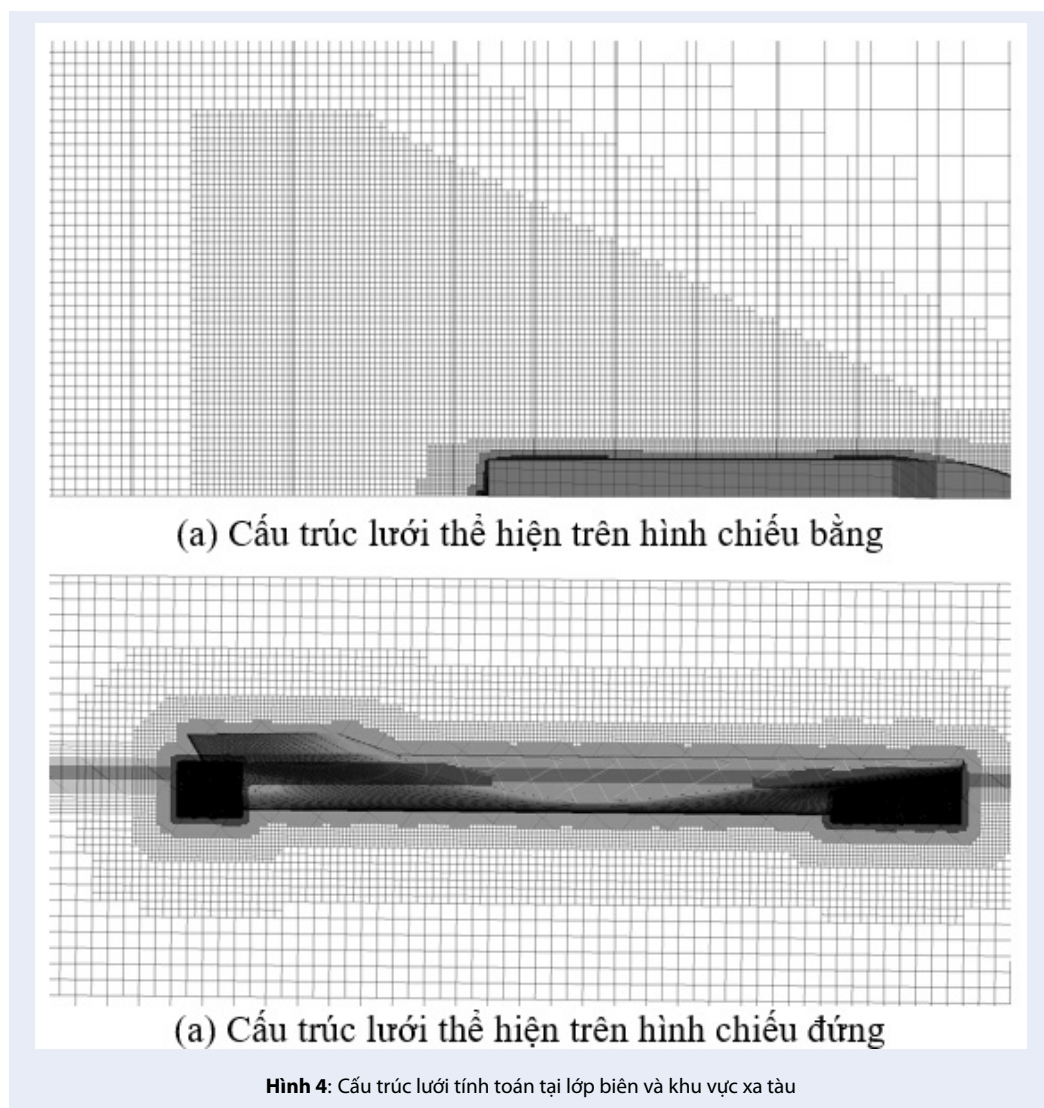 (a) Cấu trúc lưới thể hiện trên hình chiếu bằng
(a) Cấu trúc lưới thể hiện trên hình chiếu đứng
Hình 4: Cấu trúc lưới tính toán tại lớp biên và khu vực xa tàu